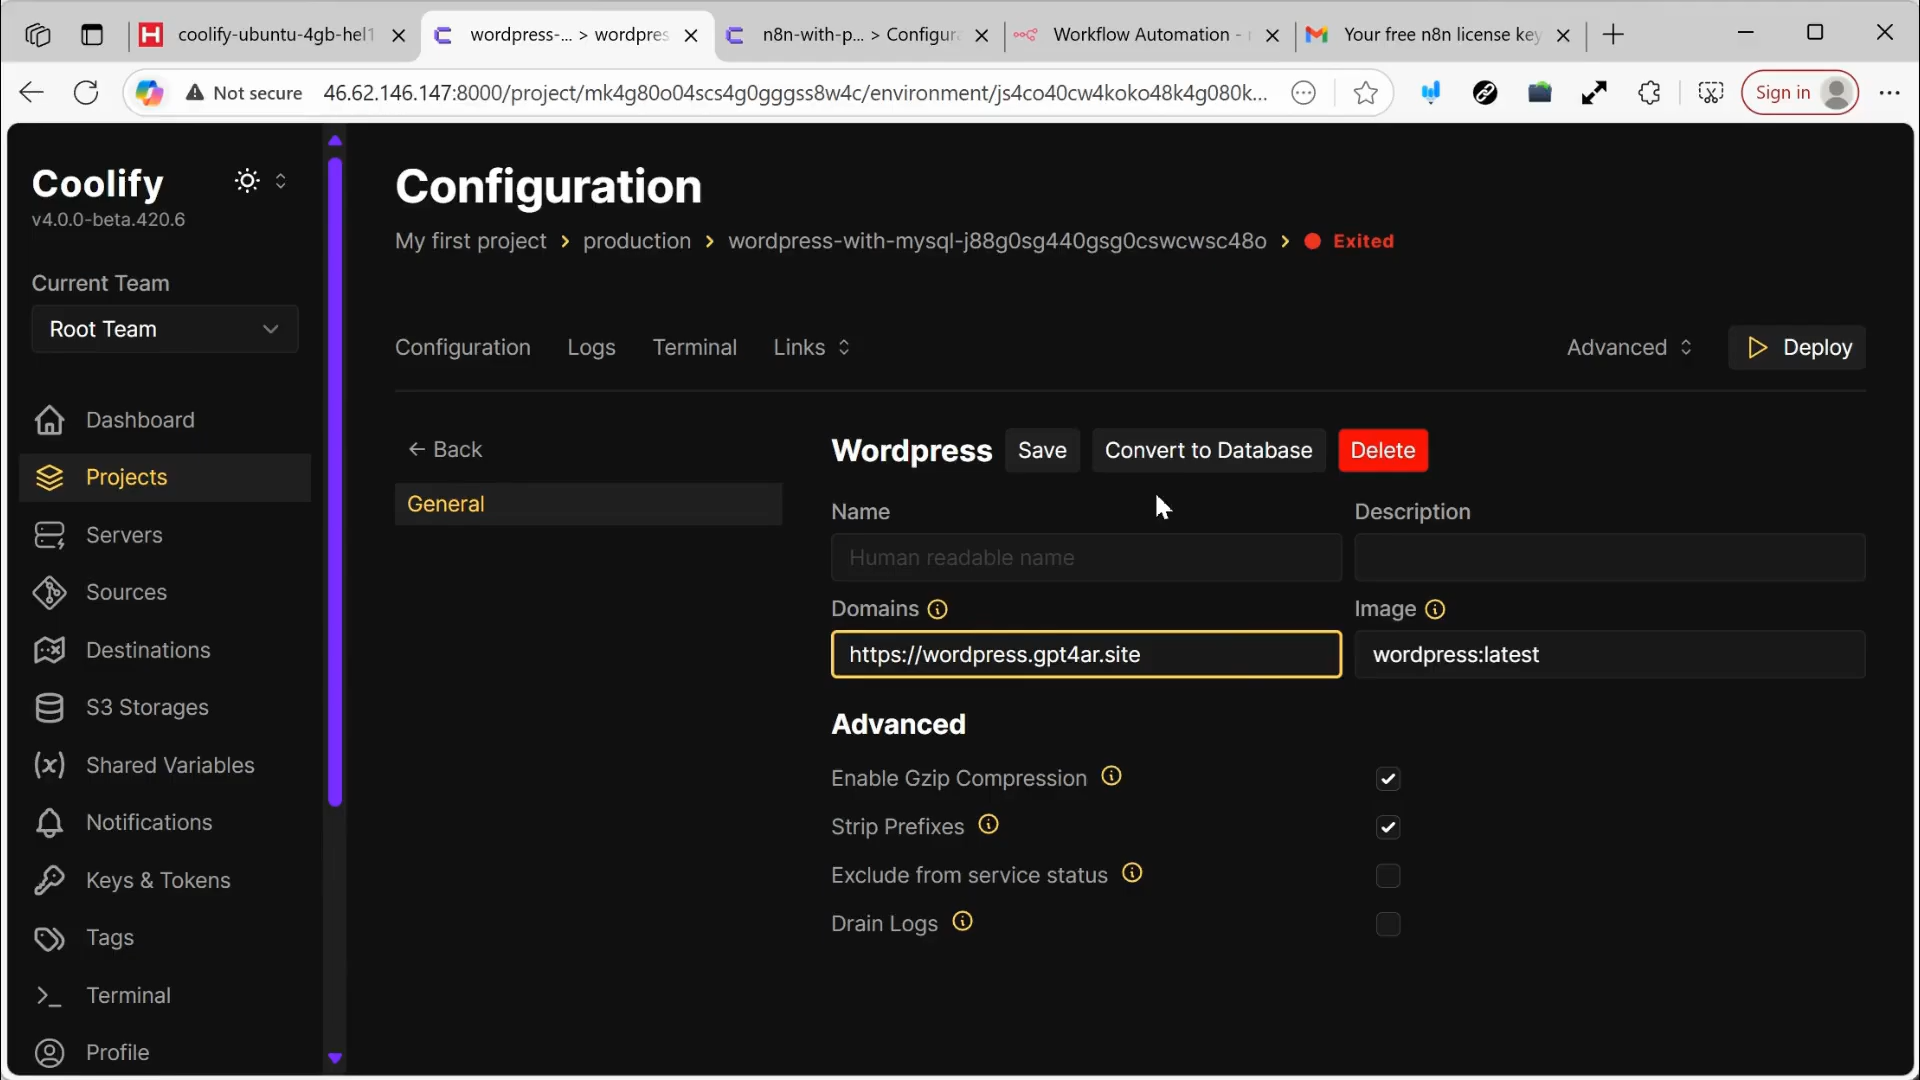 coolify-ubuntu-4gb-hel1
wordpress-... > wordpres
n8n-with-p... > Configur
Workflow Automation -
Your free n8n license key
Not secure
46.62.146.147:8000/project/mk4g80o04scs4g0gggss8w4c/environment/js4co40cw4koko48k4g080k...
Sign in
Coolify
v4.0.0-beta.420.6
Current Team
Root Team
Dashboard
Projects
Servers
Sources
Destinations
S3 Storages
Shared Variables
Notifications
Keys & Tokens
Tags
Terminal
Profile
Configuration
My first project > production > wordpress-with-mysql-j88g0sg440gsg0cswcwsc48o > Exited
Configuration Logs Terminal Links
Advanced
Deploy
← Back
General
Wordpress
Save
Convert to Database
Delete
Name
Human readable name
Description
Domains
https://wordpress.gpt4ar.site
Image
wordpress:latest
Advanced
Enable Gzip Compression
Strip Prefixes
Exclude from service status
Drain Logs